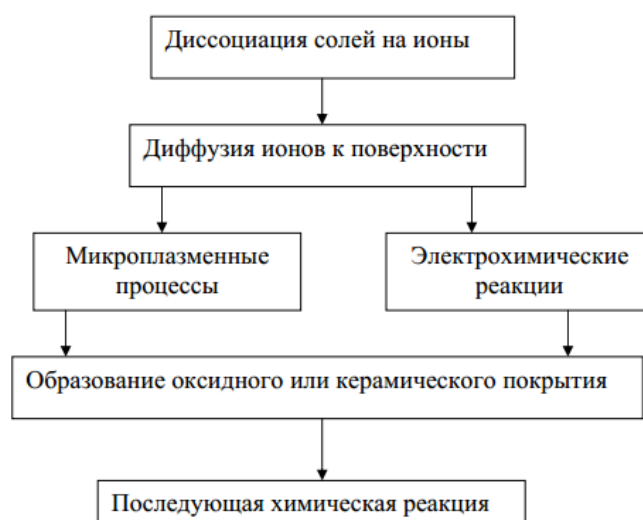 Диссоциация солей на ионы
Диффузия ионов к поверхности
Микроплазменные
процессы
Электрохимические
реакции
Образование оксидного или керамического покрытия
Последующая химическая реакция